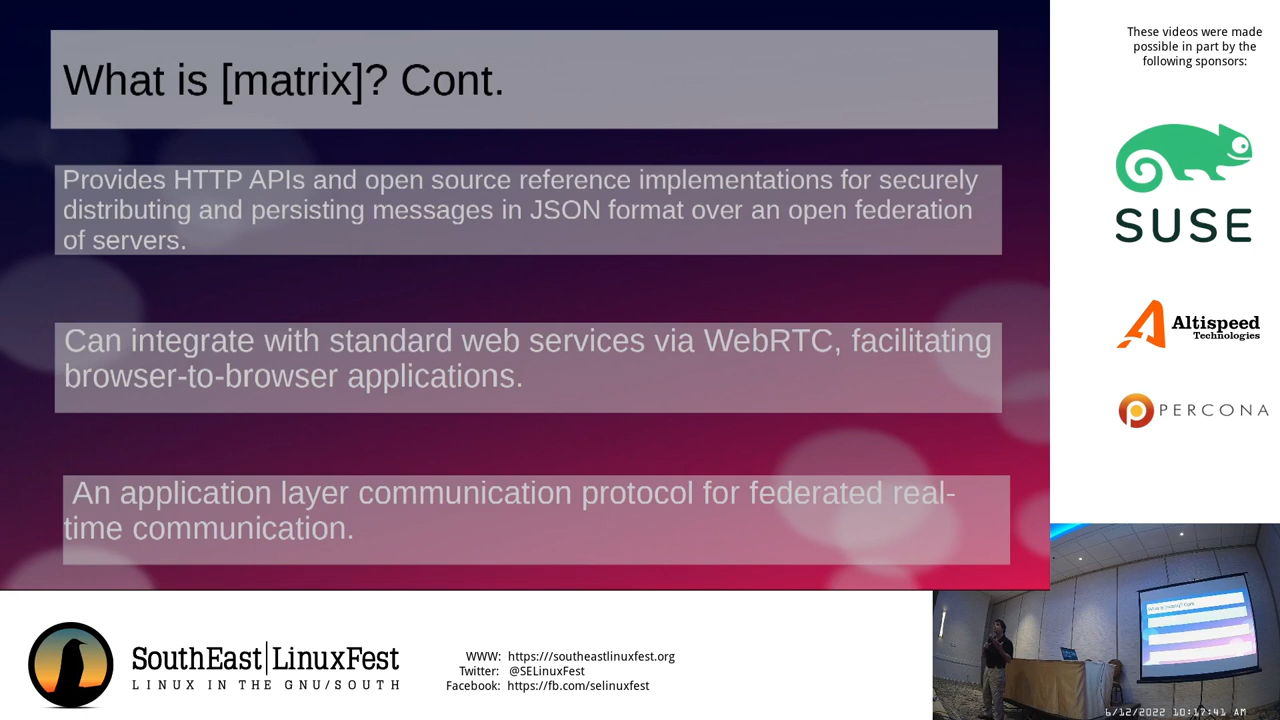 What is [matrix]? Cont.
Provides HTTP APIs and open source reference implementations for securely
distributing and persisting messages in JSON format over an open federation
of servers.
Can integrate with standard web services via WebRTC, facilitating
browser-to-browser applications.
An application layer communication protocol for federated real-
time communication.
These videos were made
possible in part by the
following sponsors:
SUSE
Altispeed
Technologies
PERCONA
SouthEast LinuxFest
LINUX IN THE GNU/SOUTH
WWW: https:///southeastlinuxfest.org
Twitter: @SELinuxFest
Facebook: https://fb.com/selinuxfest
What is [matrix]? Cont.
6/12/2022 10:17:41 AM